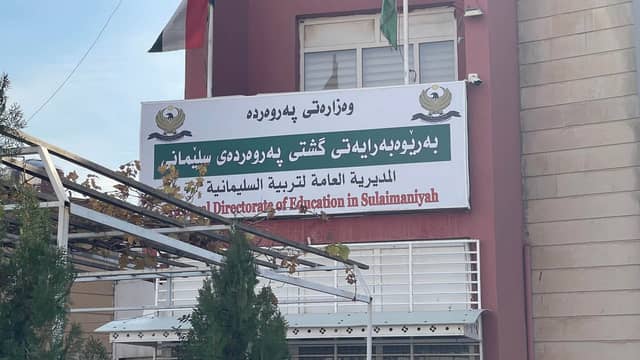 وەزارەتی پەروەردە
بەڕێوەبەرایەتی گشتی پەروەردەی سلێمانی
المديرية العامة لتربية السليمانية
Directorate of Education in Sulaimaniyah